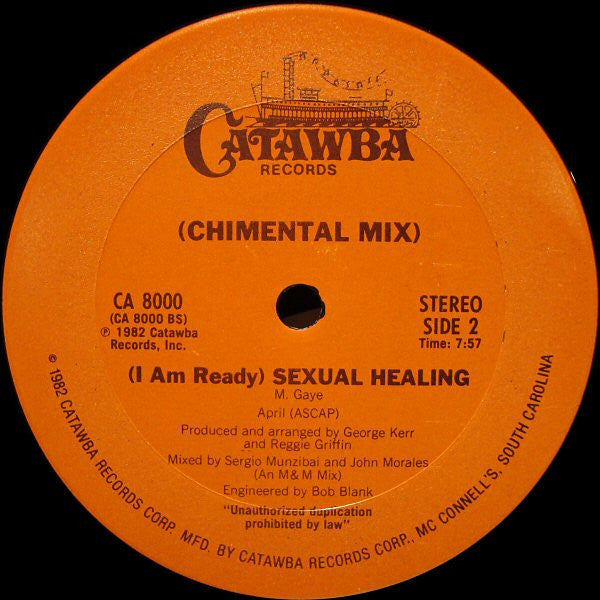 CATAWBA
RECORDS
(CHIMENTAL MIX)
CA 8000
(CA 8000 BS)
℗ 1982 Catawba
Records, Inc.
STEREO
SIDE 2
Time: 7:57
(I Am Ready) SEXUAL HEALING
M. Gaye
April (ASCAP)
Produced and arranged by George Kerr
and Reggie Griffin
Mixed by Sergio Munzibai and John Morales
(An M & M Mix)
Engineered by Bob Blank
"Unauthorized duplication
prohibited by law"
© 1982 CATAWBA RECORDS CORP. MFD. BY CATAWBA RECORDS CORP., MC CONNELL'S, SOUTH CAROLINA